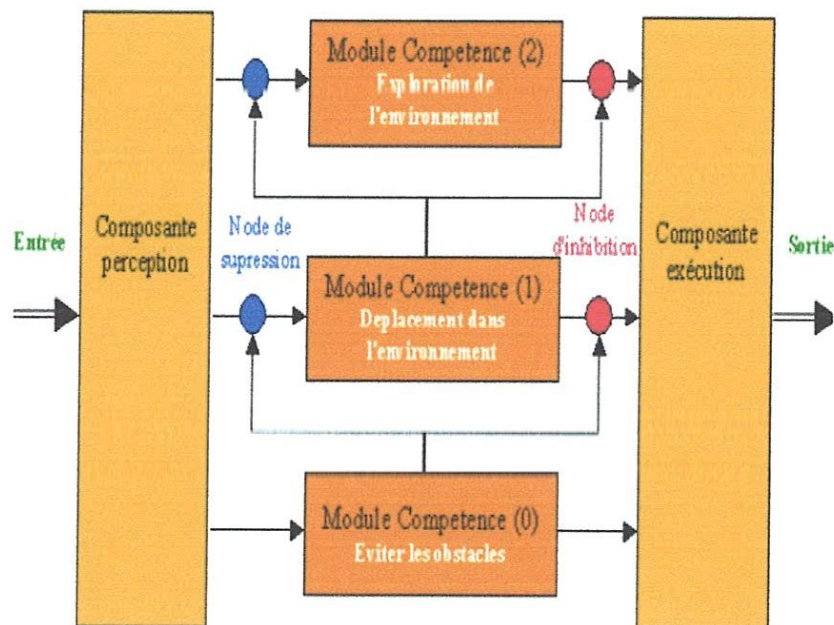 Module Competence (2)
Exploration de
l'environnement
Entrée
Composante
perception
Node de
supression
Node
d'inhibition
Composante
exécution
Sortie
Module Competence (1)
Deplacement dans
l'environnement
Module Competence (0)
Eviter les obstacles